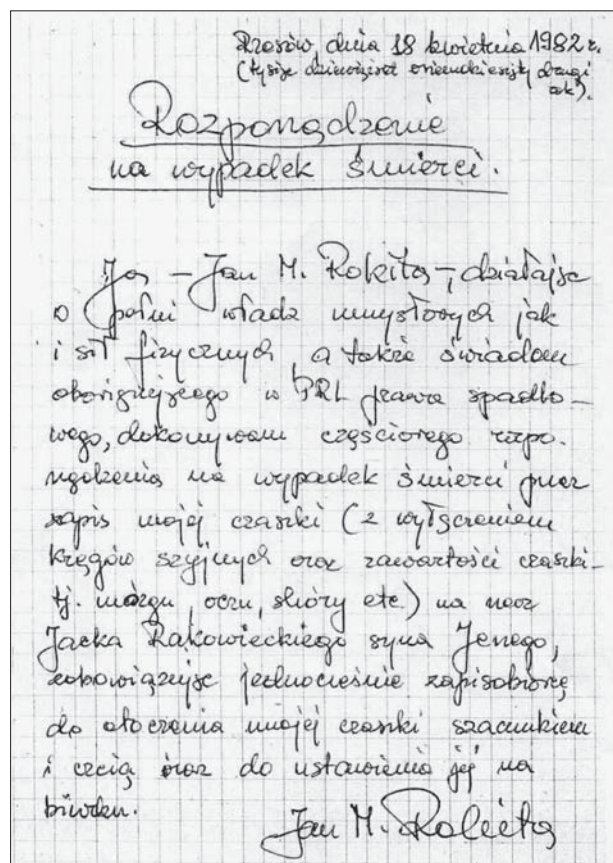 Rzeszów, dnia 18 kwietnia 1982 r.
(tysiąc dziewięćset osiemdziesiąty drugi
rok).
Rozporządzenie
na wypadek śmierci.
Ja – Jan M. Rokita –, działając
w pełni władz umysłowych jak
i sił fizycznych, a także świadom
obowiązującego w PRL prawa spadko-
wego, dokonywam częściowego rozpo-
rządzenia na wypadek śmierci przez
zapis mojej czaszki (z wyłączeniem
kręgów szyjnych oraz zawartości czaszki –
tj. mózgu, oczu, skóry etc.) na rzecz
Jacka Rakowieckiego syna Jerzego,
zobowiązując jednocześnie zapisobiorcę
do otoczenia mojej czaszki szacunkiem
i czcią oraz do ustawienia jej na
biurku.
Jan M. Rokita